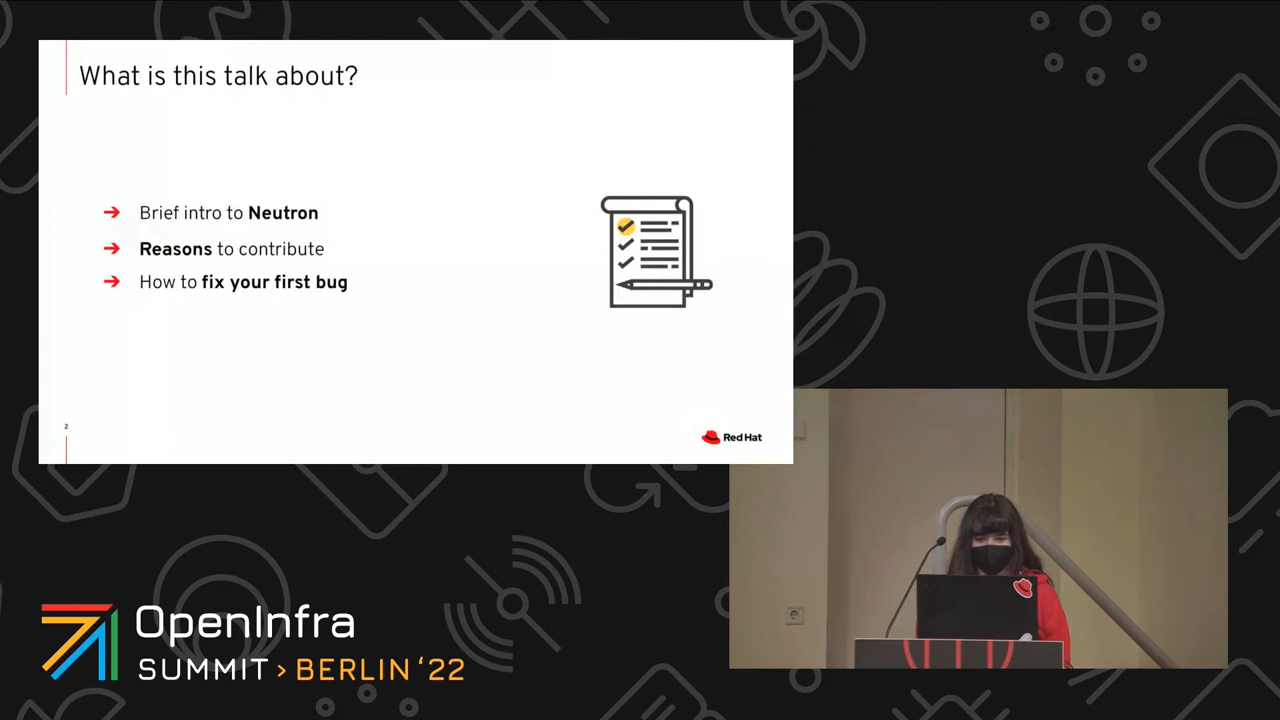 What is this talk about?
Brief intro to Neutron
Reasons to contribute
How to fix your first bug
2
Red Hat
OpenInfra
SUMMIT > BERLIN ‘22